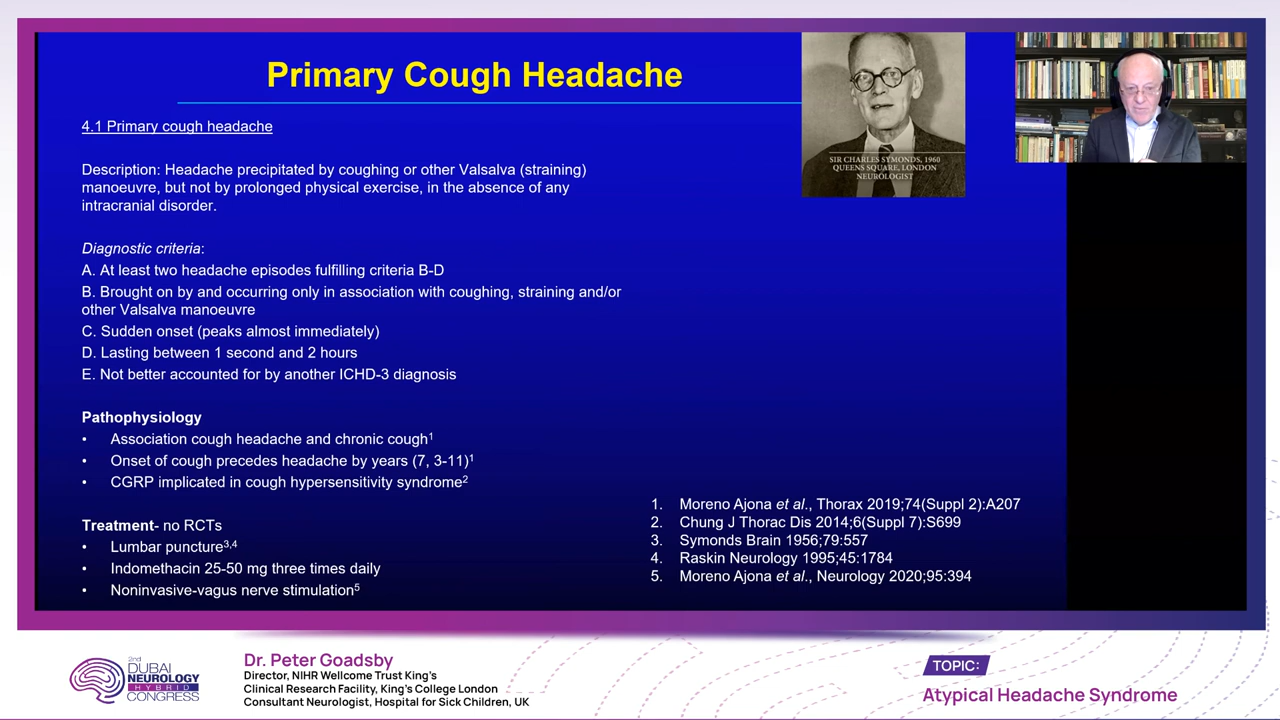 Primary Cough Headache
4.1 Primary cough headache
Description: Headache precipitated by coughing or other Valsalva (straining)
manoeuvre, but not by prolonged physical exercise, in the absence of any
intracranial disorder.
Diagnostic criteria:
A. At least two headache episodes fulfilling criteria B-D
B. Brought on by and occurring only in association with coughing, straining and/or
other Valsalva manoeuvre
C. Sudden onset (peaks almost immediately)
D. Lasting between 1 second and 2 hours
E. Not better accounted for by another ICHD-3 diagnosis
Pathophysiology
• Association cough headache and chronic cough1
• Onset of cough precedes headache by years (7, 3-11)1
• CGRP implicated in cough hypersensitivity syndrome2
Treatment- no RCTs
• Lumbar puncture3,4
• Indomethacin 25-50 mg three times daily
• Noninvasive-vagus nerve stimulation5
SIR CHARLES SYMONDS, 1960
QUEENS SQUARE, LONDON
NEUROLOGIST
1. Moreno Ajona et al., Thorax 2019;74(Suppl 2):A207
2. Chung J Thorac Dis 2014;6(Suppl 7):S699
3. Symonds Brain 1956;79:557
4. Raskin Neurology 1995;45:1784
5. Moreno Ajona et al., Neurology 2020;95:394
2nd
DUBAI
NEUROLOGY
HYBRID
CONGRESS
Dr. Peter Goadsby
Director, NIHR Wellcome Trust King's
Clinical Research Facility, King's College London
Consultant Neurologist, Hospital for Sick Children, UK
TOPIC:
Atypical Headache Syndrome